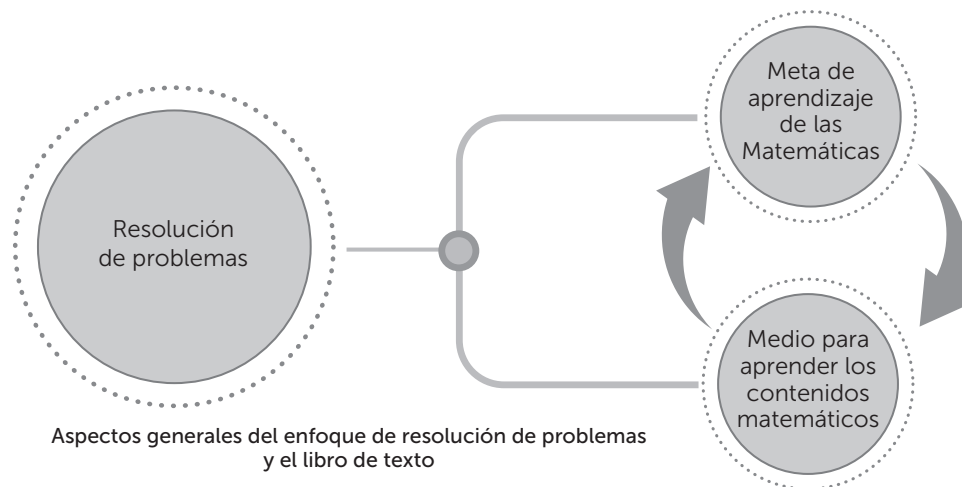 Resolución
de problemas
Meta de
aprendizaje
de las
Matemáticas
Medio para
aprender los
contenidos
matemáticos
Aspectos generales del enfoque de resolución de problemas
y el libro de texto